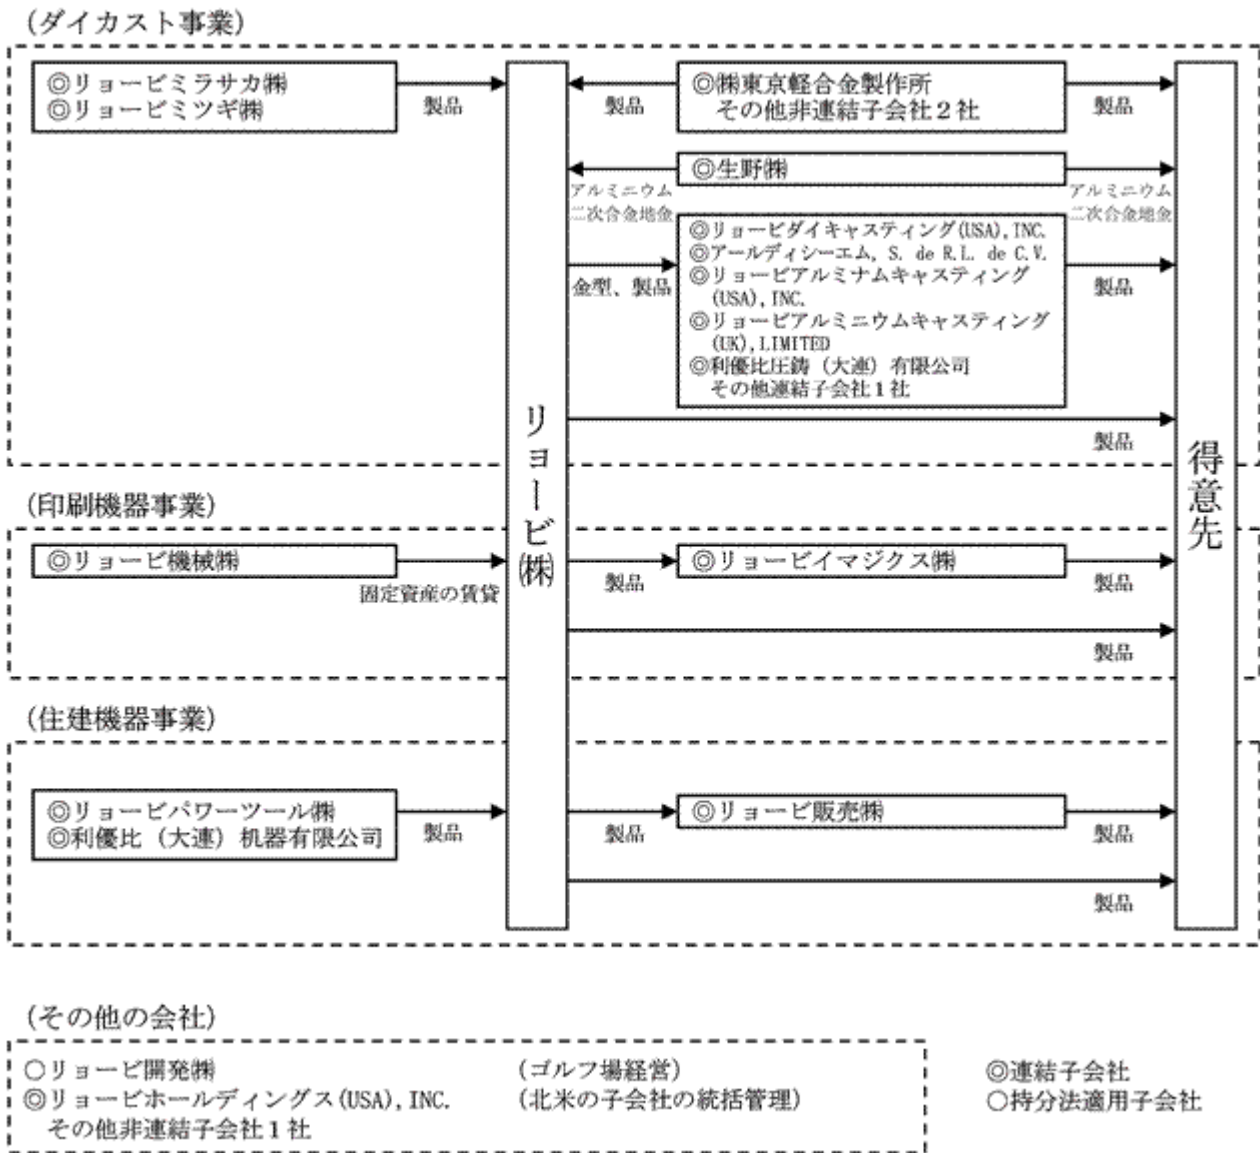 (ダイカスト事業)
◎リョービミラサカ㈱
◎リョービミツギ㈱
製品
製品
◎㈱東京軽合金製作所
その他非連結子会社2社
製品
◎生野㈱
アルミニウム
二次合金地金
アルミニウム
二次合金地金
金型、製品
◎リョービダイキャスティング(USA), INC.
◎アールディシーエム, S. de R.L. de C.V.
◎リョービアルミナムキャスティング
(USA), INC.
◎リョービアルミニウムキャスティング
(UK), LIMITED
◎利優比圧鋳(大連)有限公司
その他連結子会社1社
製品
製品
リョービ㈱
得意先
(印刷機器事業)
◎リョービ機械㈱
固定資産の賃貸
製品
◎リョービイマジクス㈱
製品
製品
(住建機器事業)
◎リョービパワーツール㈱
◎利優比(大連)机器有限公司
製品
製品
◎リョービ販売㈱
製品
製品
(その他の会社)
○リョービ開発㈱ (ゴルフ場経営)
◎リョービホールディングス(USA), INC. (北米の子会社の統括管理)
その他非連結子会社1社
◎連結子会社
○持分法適用子会社